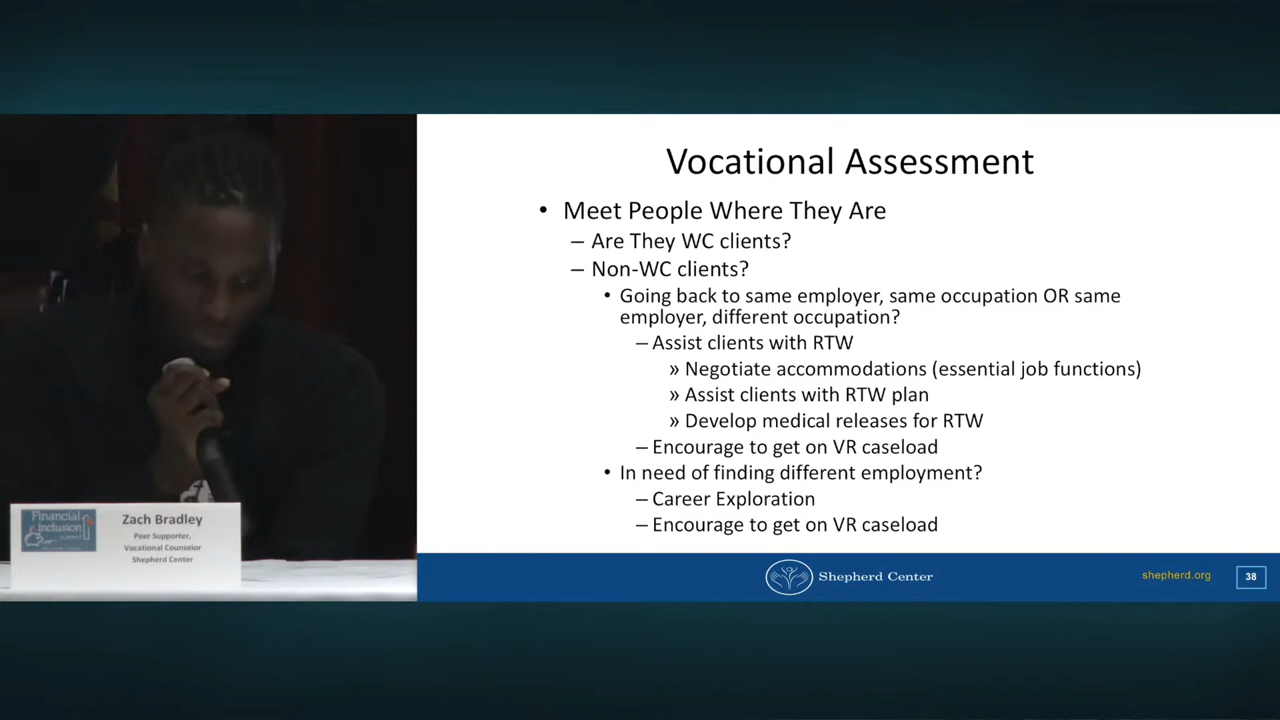 Vocational Assessment
• Meet People Where They Are
– Are They WC clients?
– Non-WC clients?
• Going back to same employer, same occupation OR same
employer, different occupation?
– Assist clients with RTW
» Negotiate accommodations (essential job functions)
» Assist clients with RTW plan
» Develop medical releases for RTW
– Encourage to get on VR caseload
• In need of finding different employment?
– Career Exploration
– Encourage to get on VR caseload
Shepherd Center
shepherd.org
38
Financial
Inclusion
SUMMIT
Zach Bradley
Peer Supporter,
Vocational Counselor
Shepherd Center